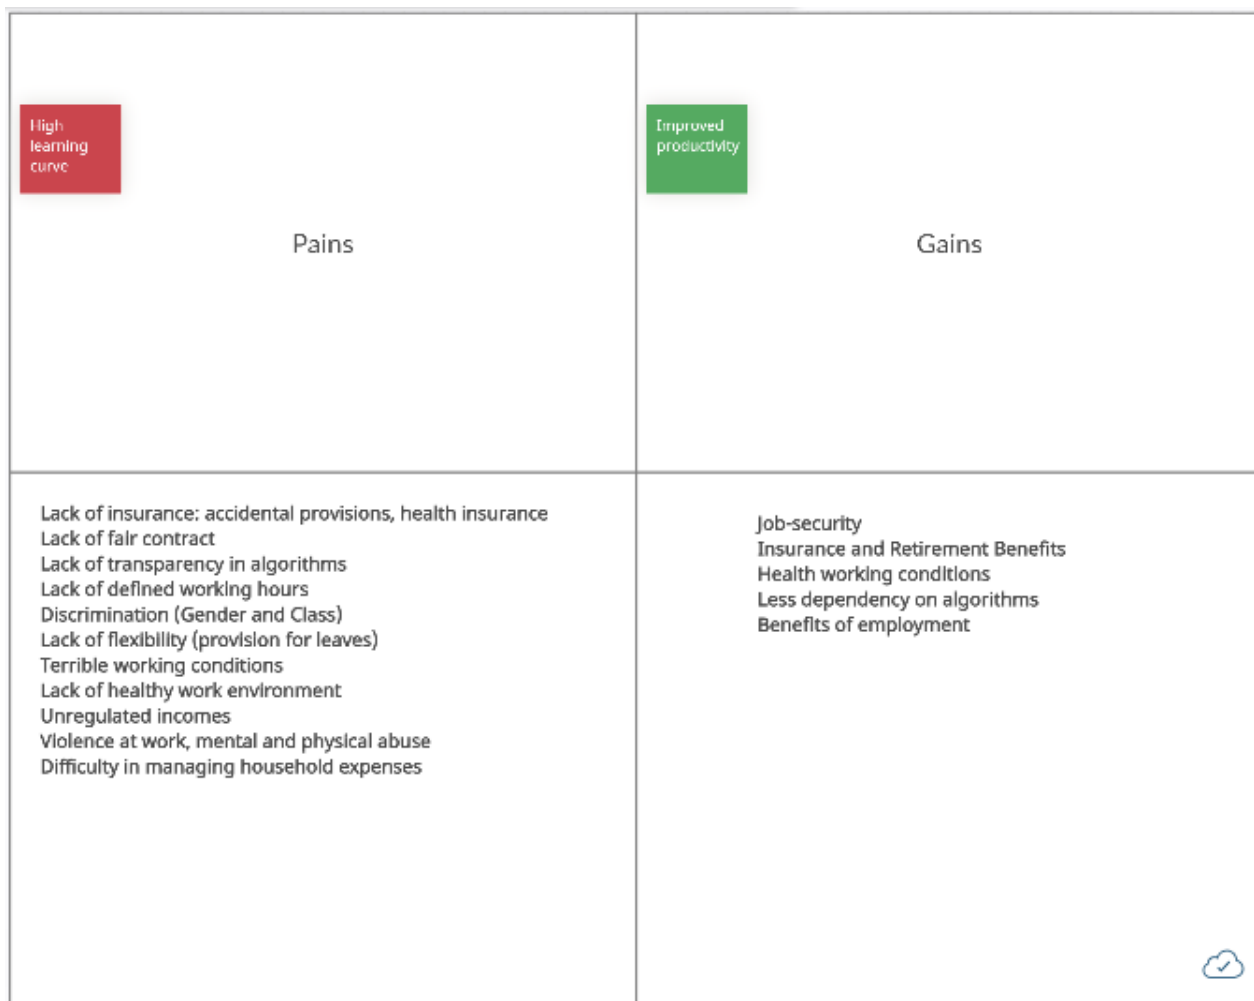 High
learning
curve
Improved
productivity
Pains
Gains
Lack of insurance: accidental provisions, health insurance
Lack of fair contract
Lack of transparency in algorithms
Lack of defined working hours
Discrimination (Gender and Class)
Lack of flexibility (provision for leaves)
Terrible working conditions
Lack of healthy work environment
Unregulated incomes
Violence at work, mental and physical abuse
Difficulty in managing household expenses
Job-security
Insurance and Retirement Benefits
Health working conditions
Less dependency on algorithms
Benefits of employment